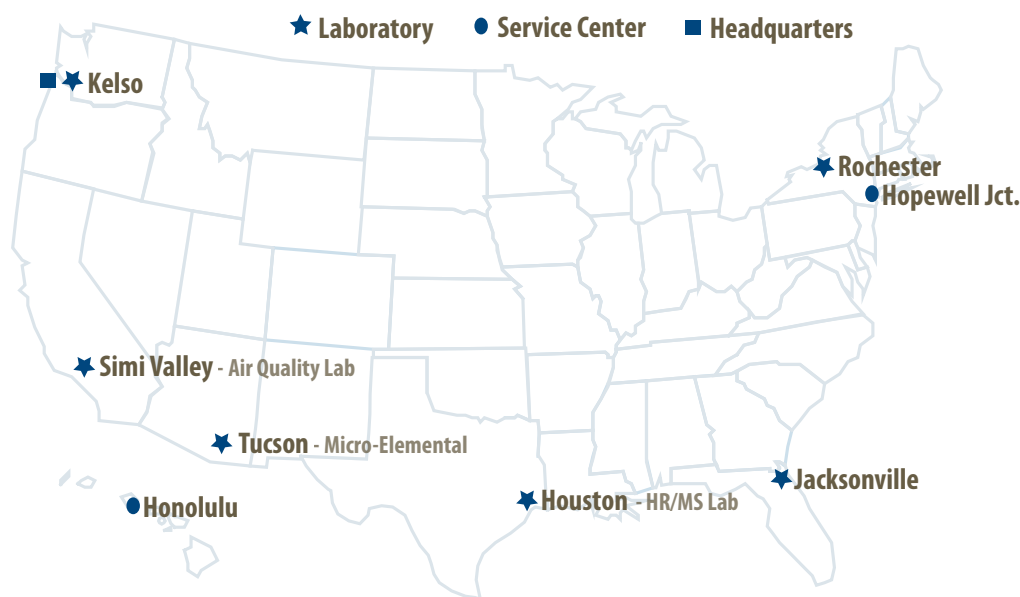 Laboratory Service Center Headquarters
Kelso
Rochester
Hopewell Jct.
Simi Valley - Air Quality Lab
Tucson - Micro-Elemental
Jacksonville
Houston - HR/MS Lab
Honolulu